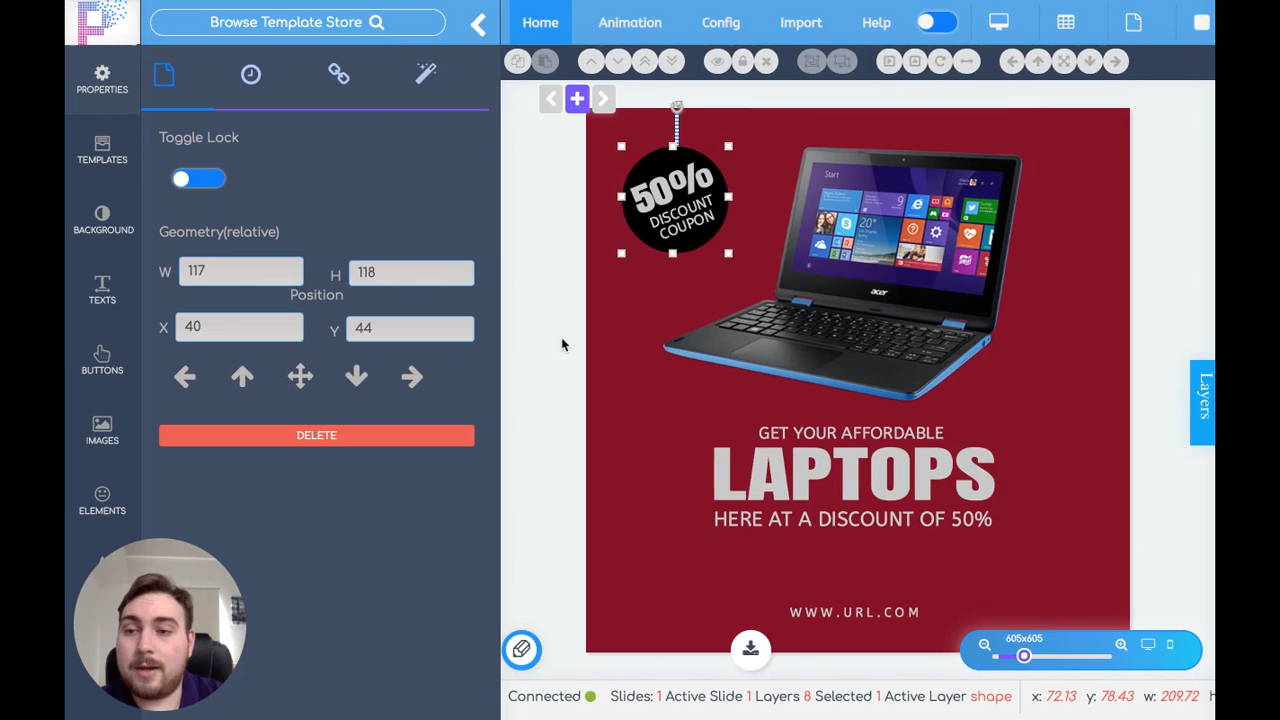 Browse Template Store
Home
Animation
Config
Import
Help
PROPERTIES
TEMPLATES
BACKGROUND
TEXTS
BUTTONS
IMAGES
ELEMENTS
Toggle Lock
Geometry(relative)
W 117
H 118
Position
X 40
Y 44
DELETE
50%
DISCOUNT
COUPON
Start
acer
GET YOUR AFFORDABLE
LAPTOPS
HERE AT A DISCOUNT OF 50%
WWW.URL.COM
Layers
605x605
Connected Slides: 1 Active Slide 1 Layers 8 Selected 1 Active Layer shape x: 72.13 y: 78.43 w: 209.72 h